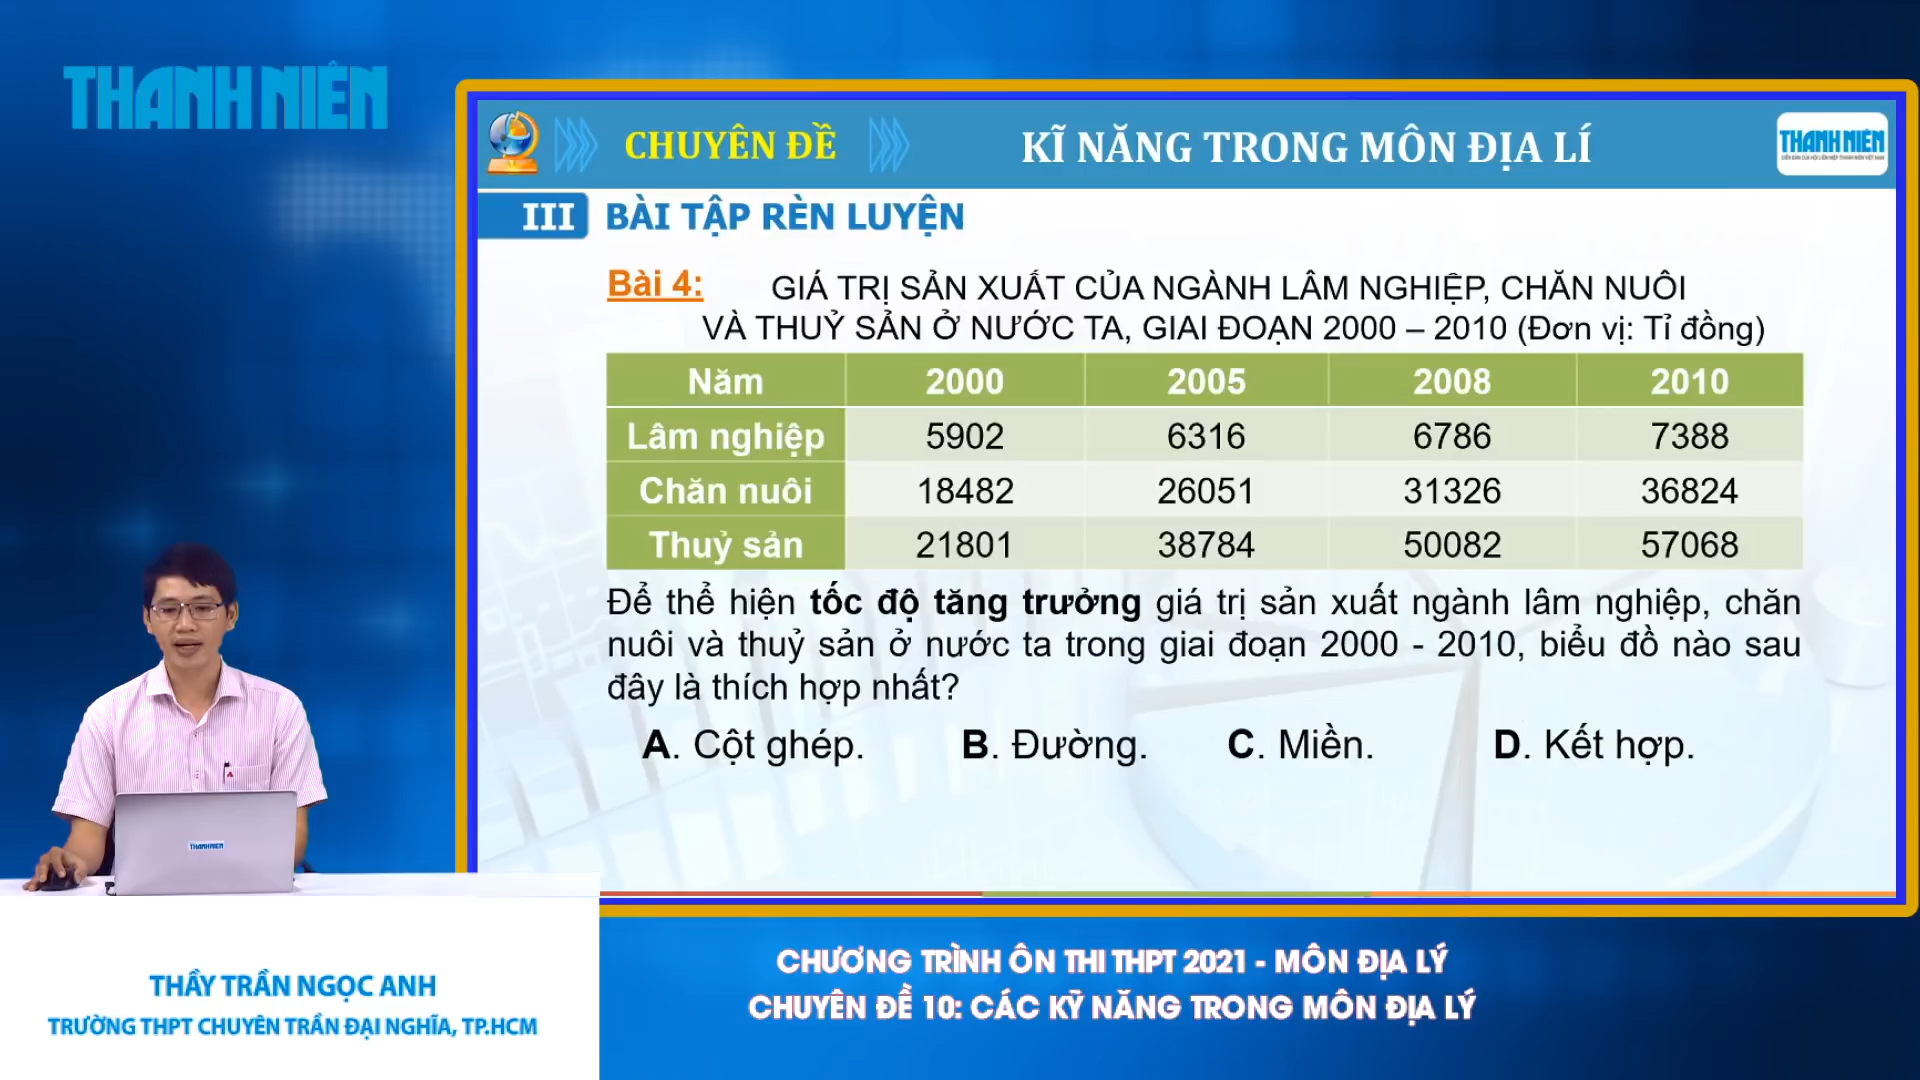 THANH NIÊN
CHUYÊN ĐỀ
KĨ NĂNG TRONG MÔN ĐỊA LÍ
THANH NIÊN
III BÀI TẬP RÈN LUYỆN
Bài 4: GIÁ TRỊ SẢN XUẤT CỦA NGÀNH LÂM NGHIỆP, CHĂN NUÔI
VÀ THUỶ SẢN Ở NƯỚC TA, GIAI ĐOẠN 2000 – 2010 (Đơn vị: Tỉ đồng)
Năm 2000 2005 2008 2010
Lâm nghiệp 5902 6316 6786 7388
Chăn nuôi 18482 26051 31326 36824
Thuỷ sản 21801 38784 50082 57068
Để thể hiện tốc độ tăng trưởng giá trị sản xuất ngành lâm nghiệp, chăn
nuôi và thuỷ sản ở nước ta trong giai đoạn 2000 - 2010, biểu đồ nào sau
đây là thích hợp nhất?
A. Cột ghép. B. Đường. C. Miền. D. Kết hợp.
THANH NIÊN
THẦY TRẦN NGỌC ANH
TRƯỜNG THPT CHUYÊN TRẦN ĐẠI NGHĨA, TP.HCM
CHƯƠNG TRÌNH ÔN THI THPT 2021 - MÔN ĐỊA LÝ
CHUYÊN ĐỀ 10: CÁC KỸ NĂNG TRONG MÔN ĐỊA LÝ